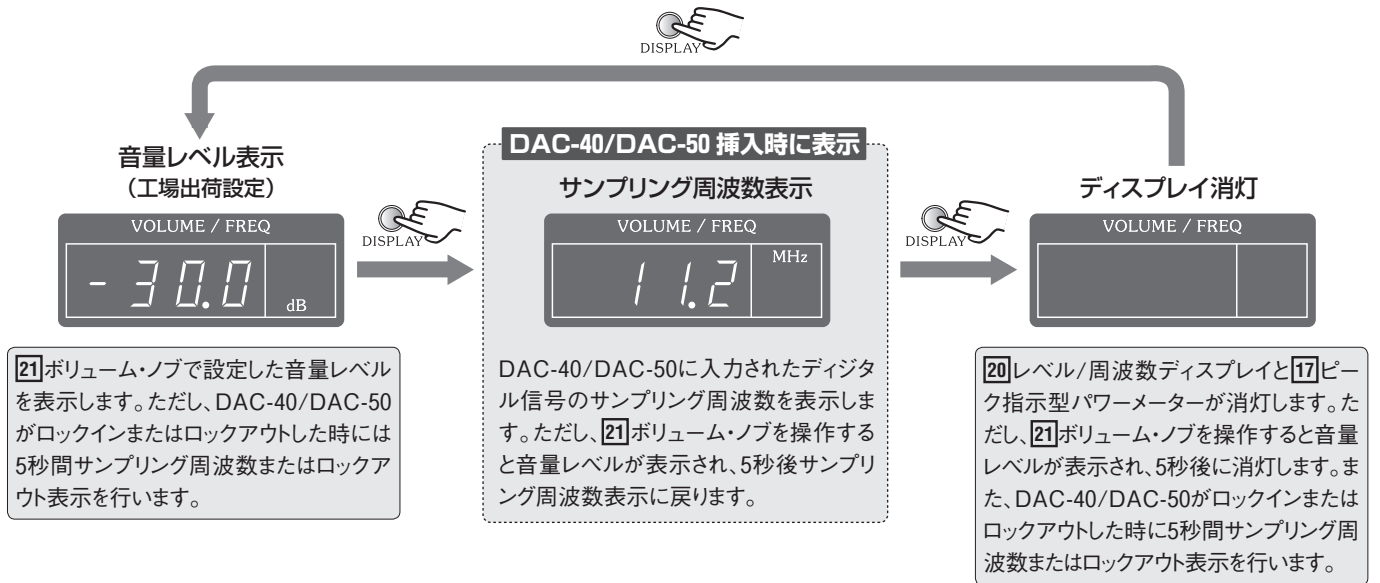 DISPLAY
音量レベル表示
（工場出荷設定）
VOLUME / FREQ
- 30.0
dB
21ボリューム・ノブで設定した音量レベル
を表示します。ただし、DAC-40/DAC-50
がロックインまたはロックアウトした時には
5秒間サンプリング周波数またはロックア
ウト表示を行います。
DISPLAY
DAC-40/DAC-50 挿入時に表示
サンプリング周波数表示
VOLUME / FREQ
11.2
MHz
DAC-40/DAC-50に入力されたディジタ
ル信号のサンプリング周波数を表示しま
す。ただし、21ボリューム・ノブを操作する
と音量レベルが表示され、5秒後サンプリ
ング周波数表示に戻ります。
DISPLAY
ディスプレイ消灯
VOLUME / FREQ
20レベル/周波数ディスプレイと17ピー
ク指示型パワーメーターが消灯します。た
だし、21ボリューム・ノブを操作すると音量
レベルが表示され、5秒後に消灯します。ま
た、DAC-40/DAC-50がロックインまたは
ロックアウトした時に5秒間サンプリング周
波数またはロックアウト表示を行います。